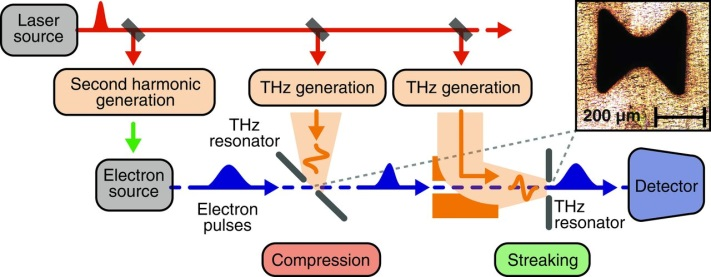 Laser
source
Second harmonic
generation
THz generation
THz generation
200 µm
THz
resonator
Electron
source
Electron
pulses
Detector
THz
resonator
Compression
Streaking